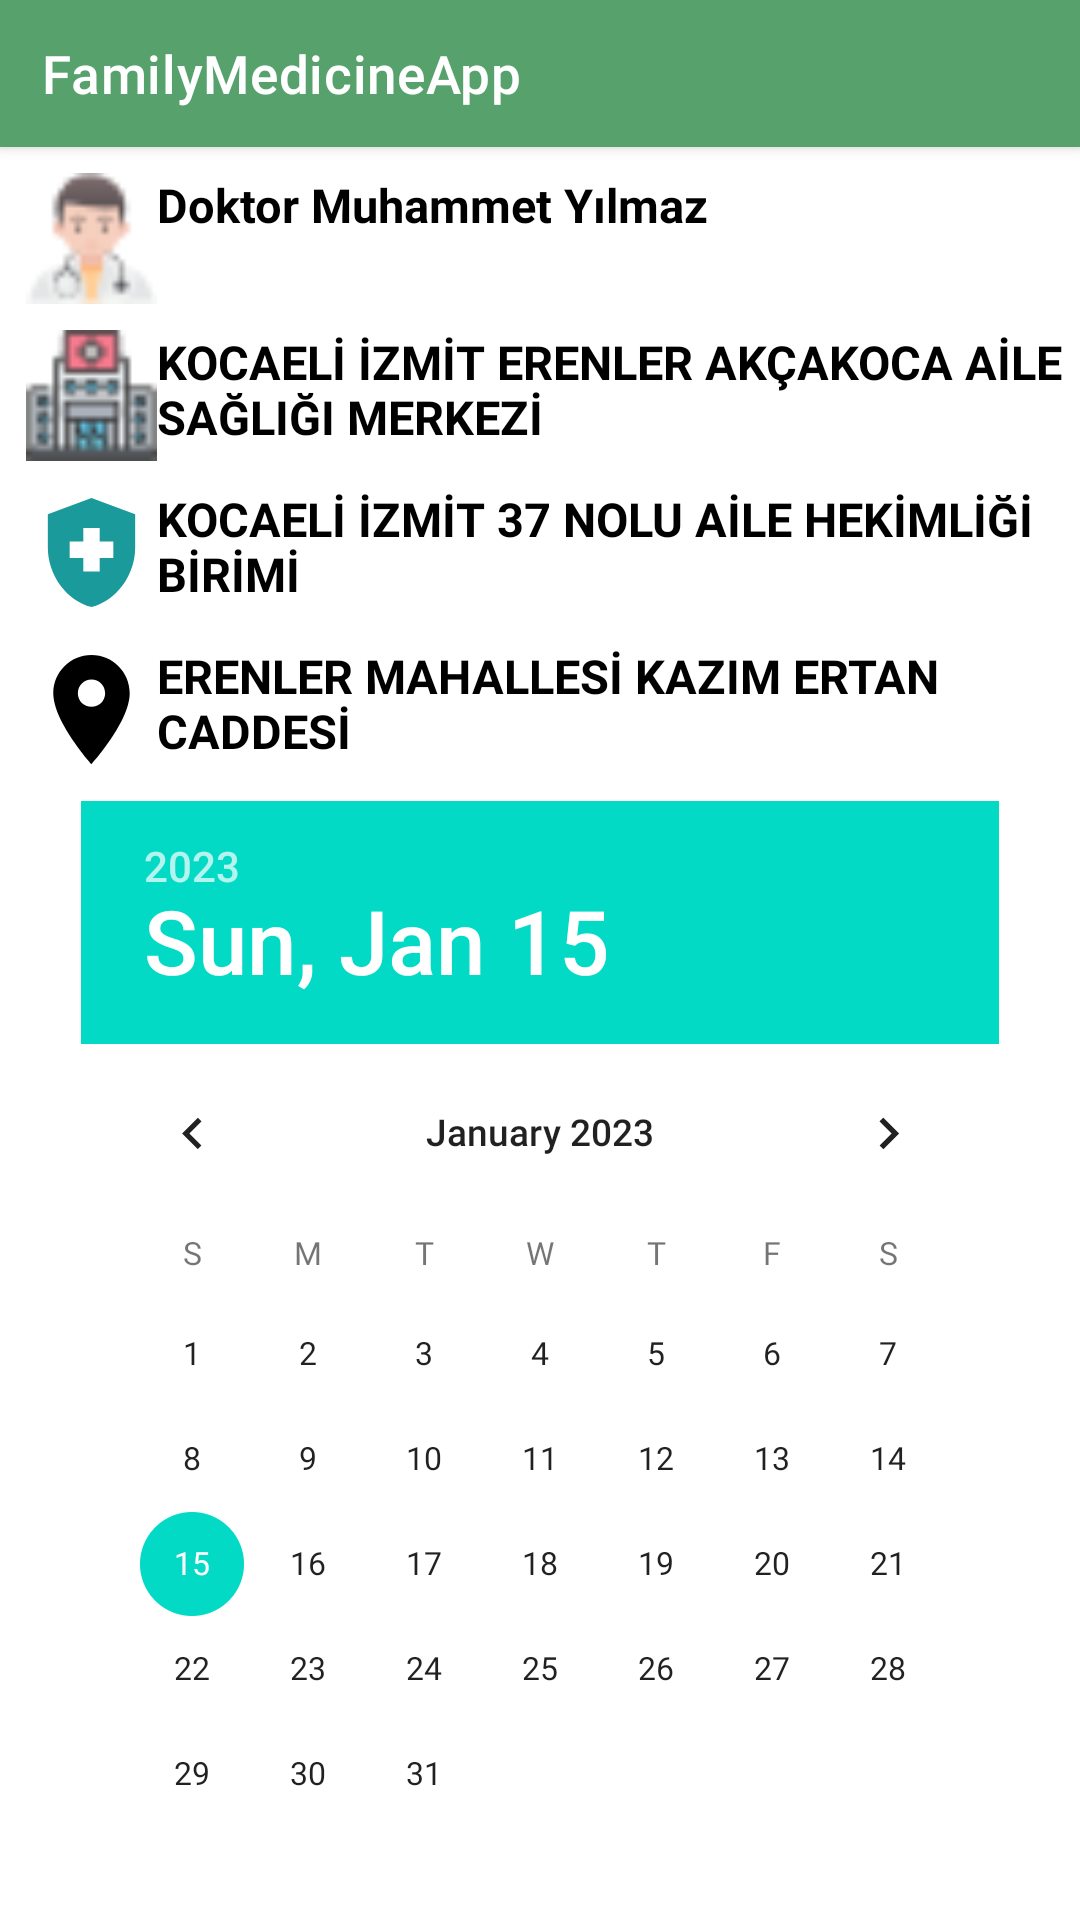 FamilyMedicineApp
Doktor Muhammet Yılmaz
KOCAELİ İZMİT ERENLER AKÇAKOCA AİLE
SAĞLIĞI MERKEZİ
KOCAELİ İZMİT 37 NOLU AİLE HEKİMLİĞİ
BİRİMİ
ERENLER MAHALLESİ KAZIM ERTAN
CADDESİ
2023
Sun, Jan 15
January 2023
S M T W T F S
1 2 3 4 5 6 7
8 9 10 11 12 13 14
15 16 17 18 19 20 21
22 23 24 25 26 27 28
29 30 31